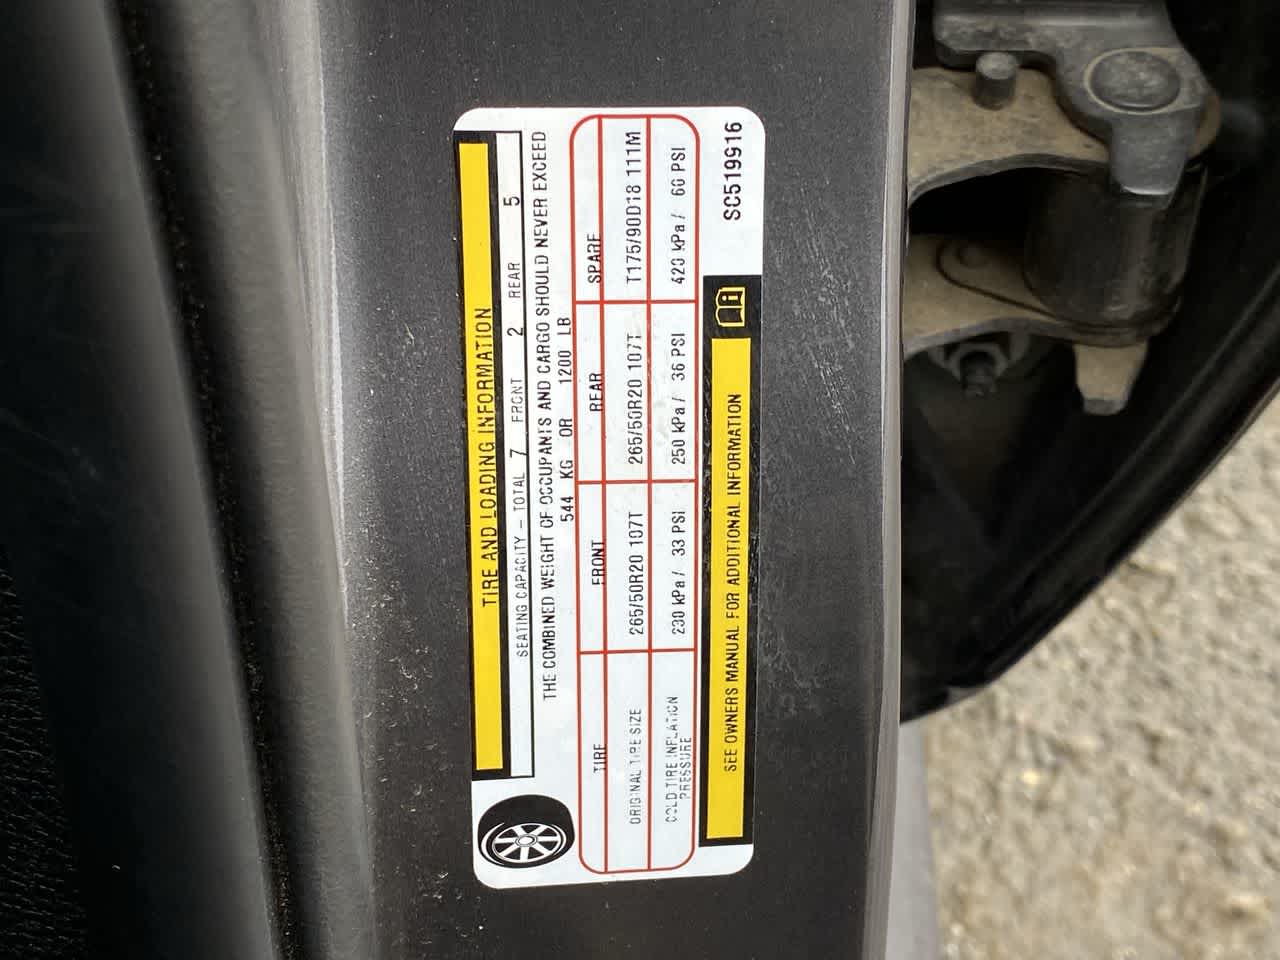 TIRE AND LOADING INFORMATION
SEATING CAPACITY – TOTAL 7 FRONT 2 REAR 5
THE COMBINED WEIGHT OF OCCUPANTS AND CARGO SHOULD NEVER EXCEED
544 KG OR 1200 LB
TIRE FRONT REAR SPARE
ORIGINAL TIRE SIZE 265/50R20 107T 265/50R20 107T T175/90D18 111M
COLD TIRE INFLATION PRESSURE 230 kPa / 33 PSI 250 kPa / 36 PSI 420 kPa / 60 PSI
SEE OWNERS MANUAL FOR ADDITIONAL INFORMATION
SC519916